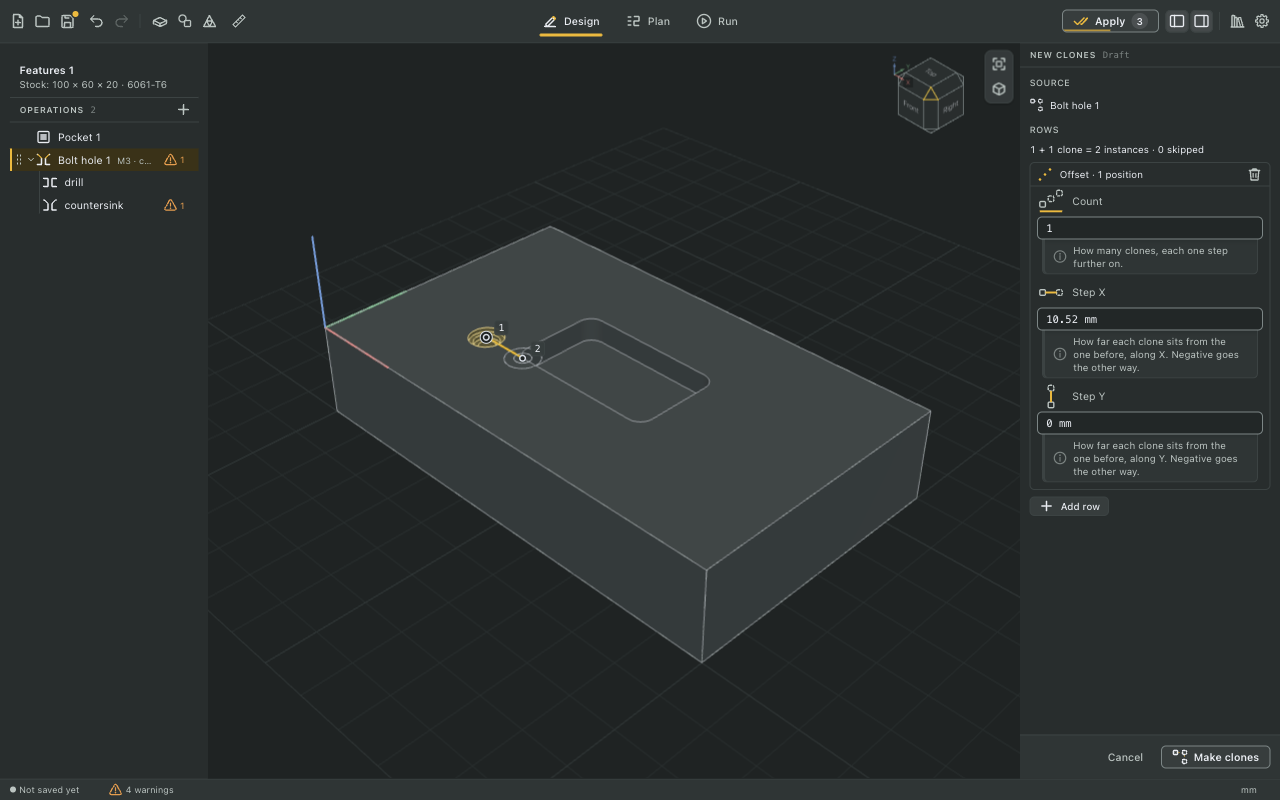 Design
Plan
Run
Apply 3
Features 1
Stock: 100 × 60 × 20 · 6061-T6
OPERATIONS 2
Pocket 1
Bolt hole 1 M3 · c… 1
drill
countersink 1
Top
Front
Right
1
2
NEW CLONES Draft
SOURCE
Bolt hole 1
ROWS
1 + 1 clone = 2 instances · 0 skipped
Offset · 1 position
Count
1
How many clones, each one step
further on.
Step X
10.52 mm
How far each clone sits from the
one before, along X. Negative goes
the other way.
Step Y
0 mm
How far each clone sits from the
one before, along Y. Negative goes
the other way.
Add row
Cancel
Make clones
Not saved yet
4 warnings
mm